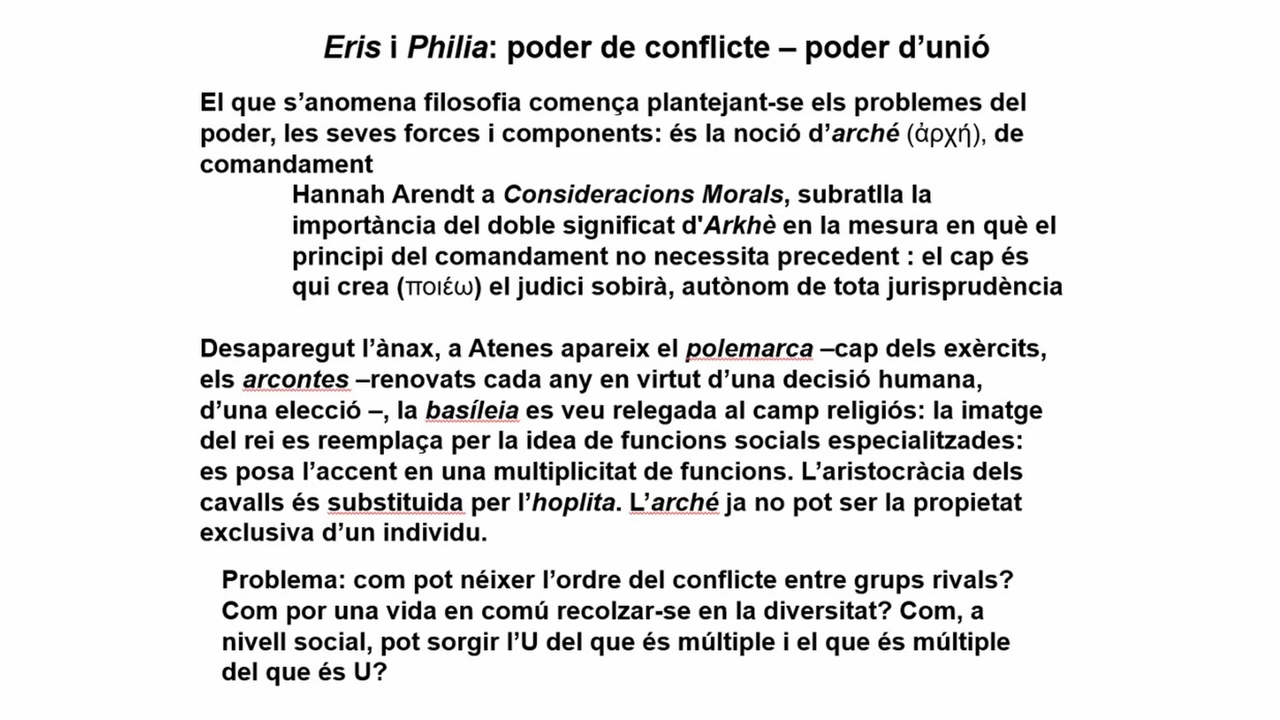 Eris i Philia: poder de conflicte – poder d’unió
El que s’anomena filosofia comença plantejant-se els problemes del
poder, les seves forces i components: és la noció d’arché (ἀρχή), de
comandament
Hannah Arendt a Consideracions Morals, subratlla la
importància del doble significat d'Arkhè en la mesura en què el
principi del comandament no necessita precedent : el cap és
qui crea (ποιέω) el judici sobirà, autònom de tota jurisprudència
Desaparegut l’ànax, a Atenes apareix el polemarca –cap dels exèrcits,
els arcontes –renovats cada any en virtut d’una decisió humana,
d’una elecció –, la basíleia es veu relegada al camp religiós: la imatge
del rei es reemplaça per la idea de funcions socials especialitzades:
es posa l’accent en una multiplicitat de funcions. L’aristocràcia dels
cavalls és substituida per l’hoplita. L’arché ja no pot ser la propietat
exclusiva d’un individu.
Problema: com pot néixer l’ordre del conflicte entre grups rivals?
Com por una vida en comú recolzar-se en la diversitat? Com, a
nivell social, pot sorgir l’U del que és múltiple i el que és múltiple
del que és U?